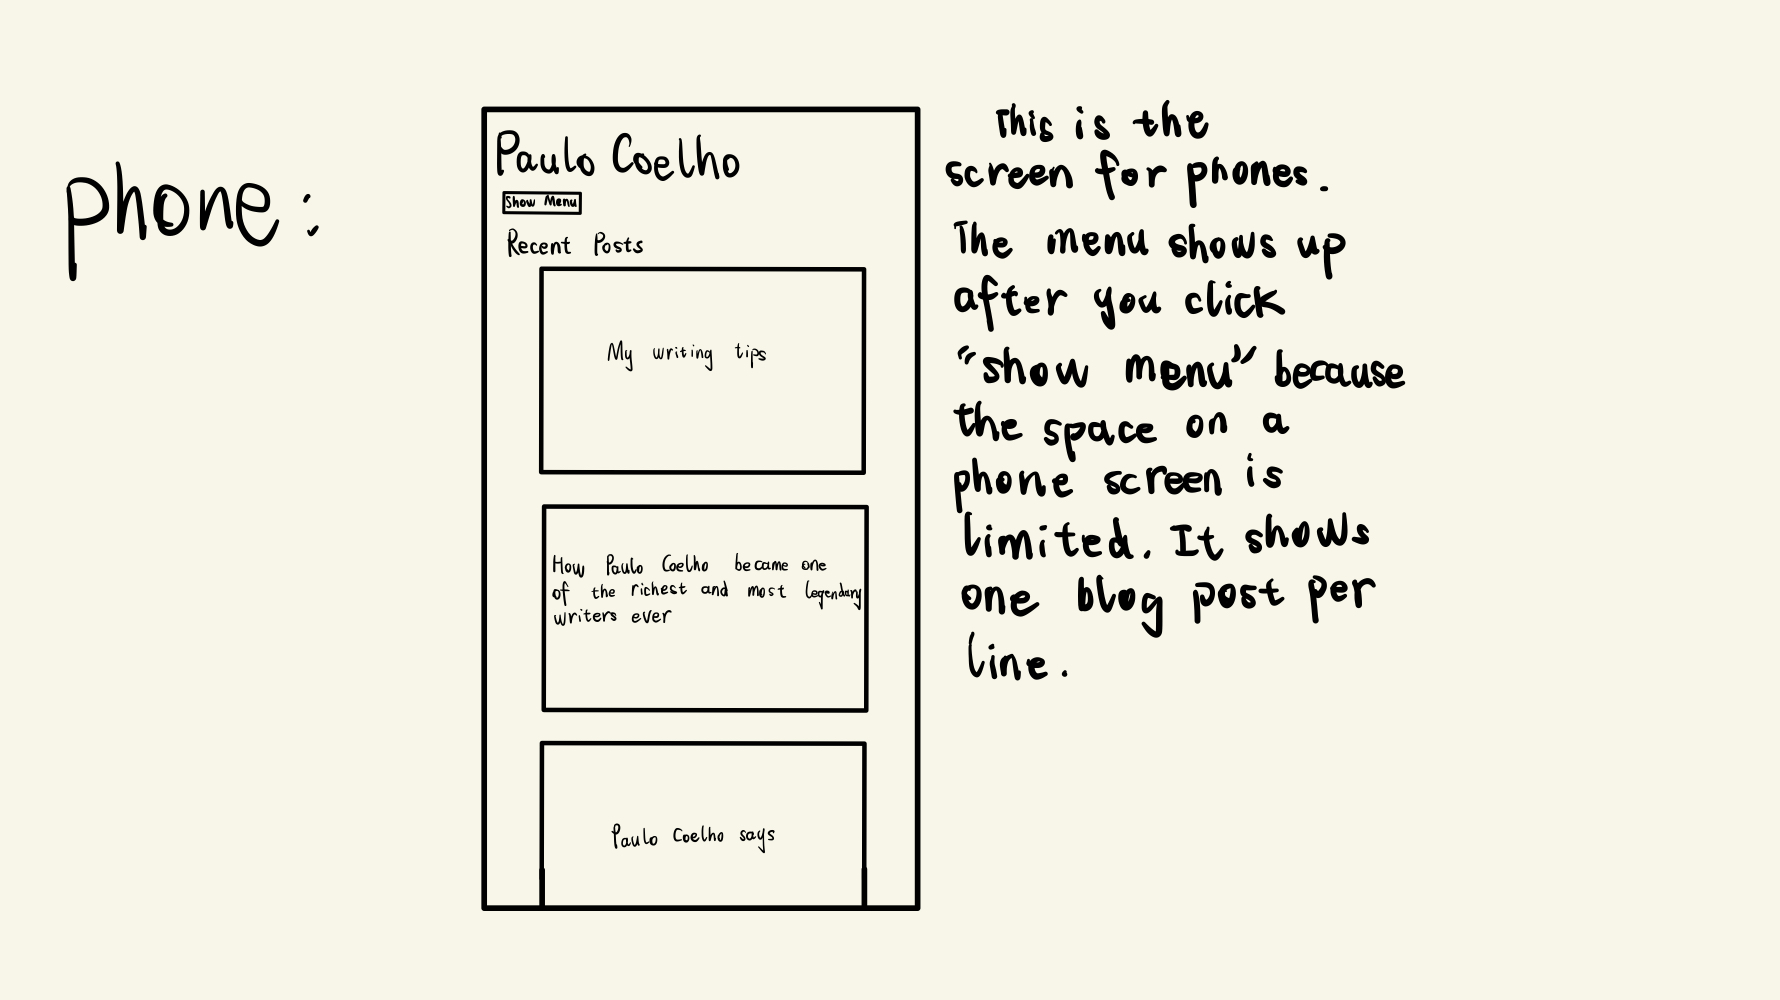 phone:
Paulo Coelho
Show Menu
Recent Posts
My writing tips
How Paulo Coelho became one
of the richest and most legendary
writers ever
Paulo Coelho says
This is the
screen for phones.
The menu shows up
after you click
"show menu" because
the space on a
phone screen is
limited. It shows
one blog post per
line.